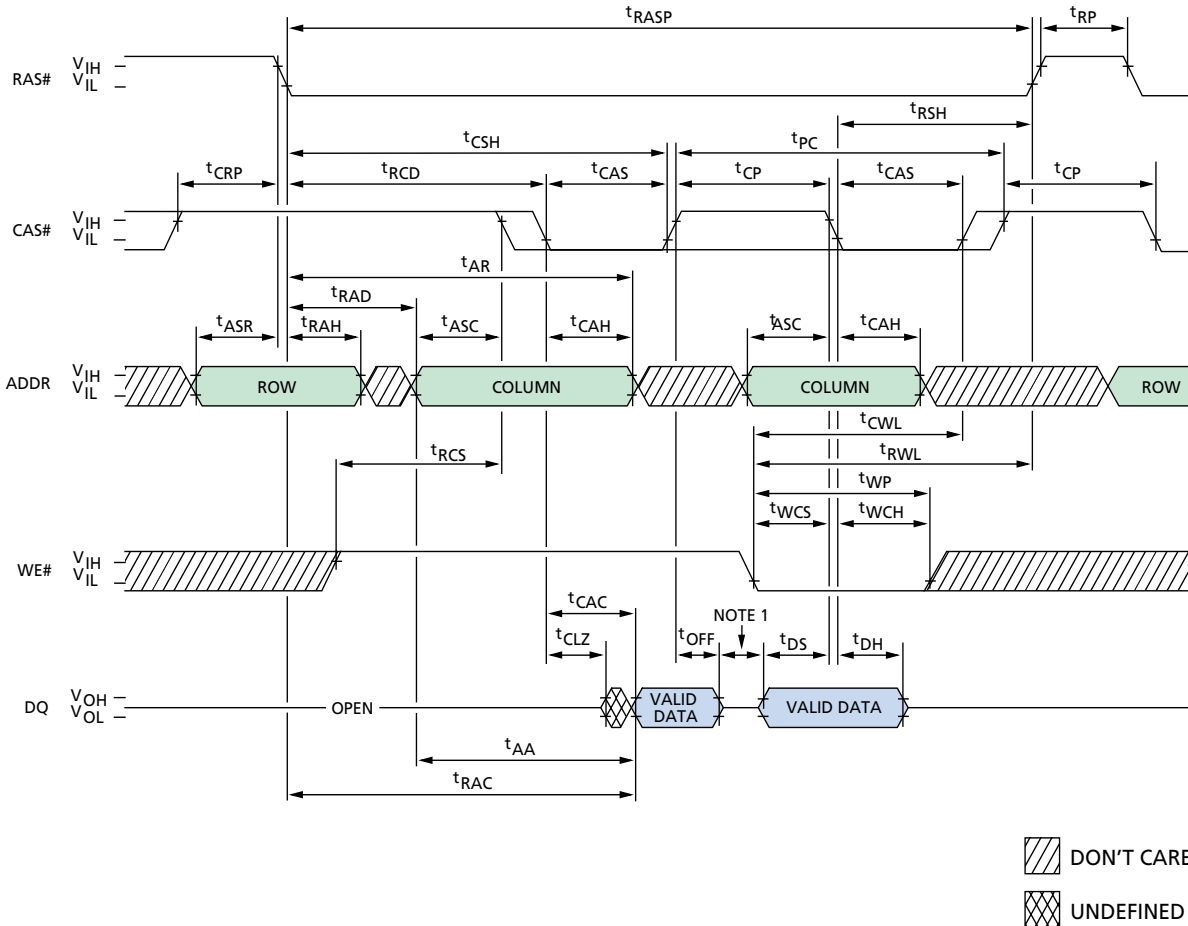 tRASP
tRP
RAS# VIH
VIL
tRSH
tCSH
tPC
tCRP
tRCD
tCAS
tCP
tCAS
tCP
CAS# VIH
VIL
tAR
tRAD
tASR
tRAH
tASC
tCAH
tASC
tCAH
ADDR VIH
VIL
ROW
COLUMN
COLUMN
ROW
tCWL
tRCS
tRWL
tWP
tWCS
tWCH
WE# VIH
VIL
tCAC
NOTE 1
tCLZ
tOFF
tDS
tDH
DQ VOH
VOL
OPEN
VALID
DATA
VALID DATA
tAA
tRAC
DON'T CARE
UNDEFINED